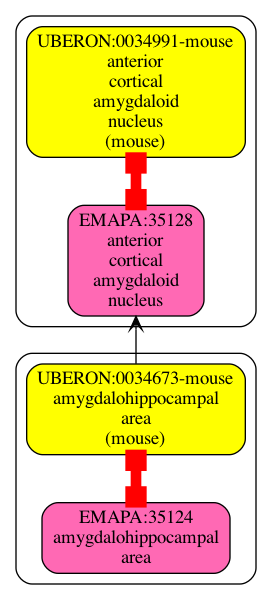 UBERON:0034991-mouse
anterior
cortical
amygdaloid
nucleus
(mouse)
EMAPA:35128
anterior
cortical
amygdaloid
nucleus
UBERON:0034673-mouse
amygdalohippocampal
area
(mouse)
EMAPA:35124
amygdalohippocampal
area